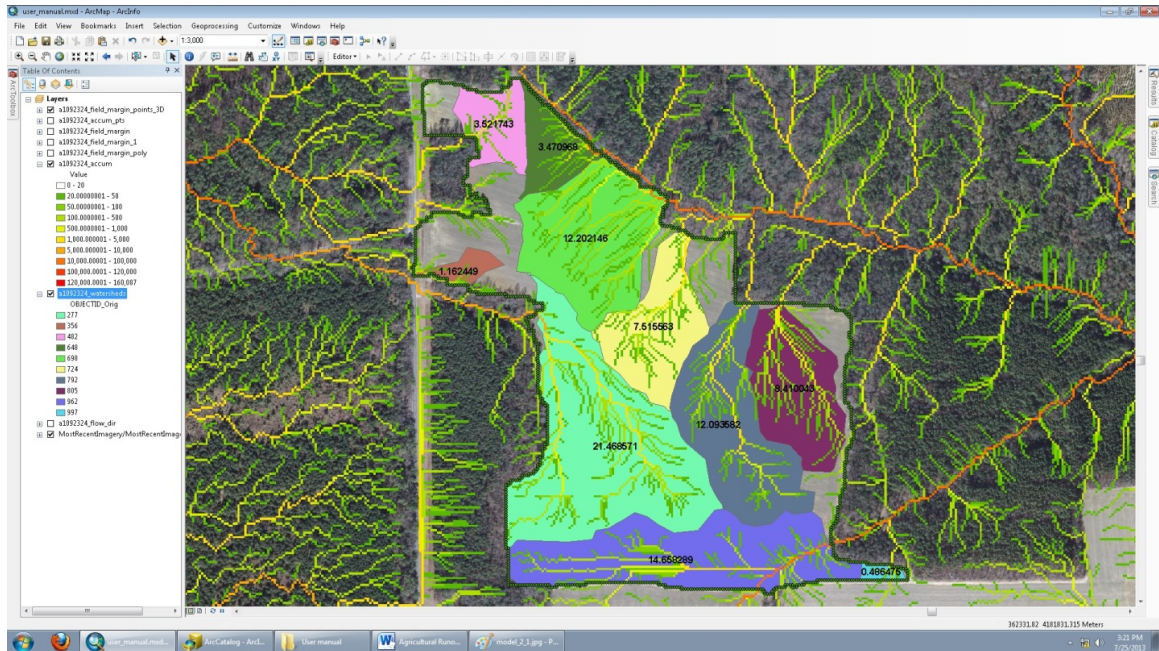 user_manual.mxd - ArcMap - ArcInfo
File Edit View Bookmarks Insert Selection Geoprocessing Customize Windows Help
1:3,000
Editor
Table Of Contents
Layers
a1092324_field_margin_points_3D
a1092324_accum_pts
a1092324_field_margin
a1092324_field_margin_1
a1092324_field_margin_poly
a1092324_accum
Value
0 - 20
20.00000001 - 50
50.00000001 - 100
100.0000001 - 500
500.0000001 - 1,000
1,000.000001 - 5,000
5,000.000001 - 10,000
10,000.00001 - 100,000
100,000.0001 - 120,000
120,000.0001 - 160,087
a1092324_watersheds
OBJECTID_Orig
277
356
482
648
698
724
792
805
962
997
a1092324_flow_dir
MostRecentImagery/MostRecentImag
ArcToolbox
3.521743
3.470968
12.202146
1.162449
7.515563
8.410043
12.093582
21.468571
14.658289
0.486475
Results
Catalog
Search
362331.82 4181831.315 Meters
user_manual.mxd...
ArcCatalog - ArcI...
User manual
Agricultural Runo...
model_2_1.jpg - P...
3:21 PM
7/25/2013